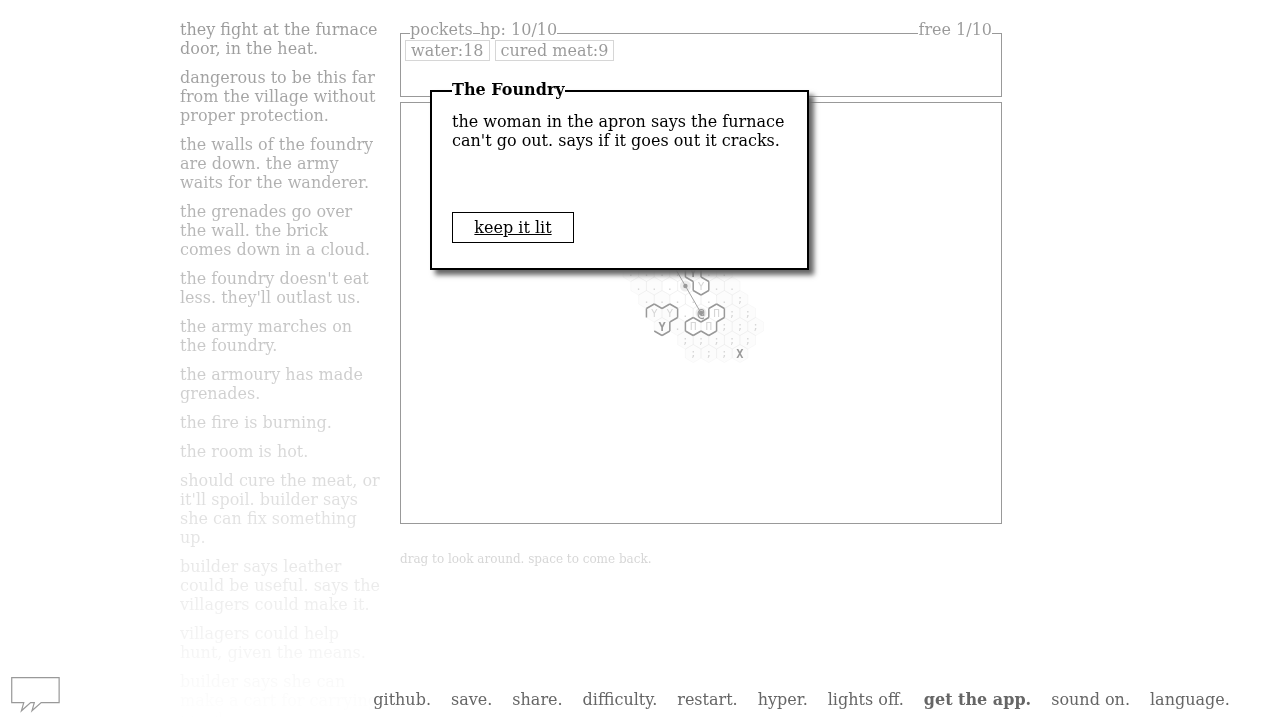 they fight at the furnace
door, in the heat.
dangerous to be this far
from the village without
proper protection.
the walls of the foundry
are down. the army
waits for the wanderer.
the grenades go over
the wall. the brick
comes down in a cloud.
the foundry doesn't eat
less. they'll outlast us.
the army marches on
the foundry.
the armoury has made
grenades.
the fire is burning.
the room is hot.
should cure the meat, or
it'll spoil. builder says
she can fix something
up.
builder says leather
could be useful. says the
villagers could make it.
villagers could help
hunt, given the means.
builder says she can
pockets hp: 10/10 free 1/10
water:18 cured meat:9
The Foundry
the woman in the apron says the furnace
can't go out. says if it goes out it cracks.
keep it lit
drag to look around. space to come back.
github. save. share. difficulty. restart. hyper. lights off. get the app. sound on. language.